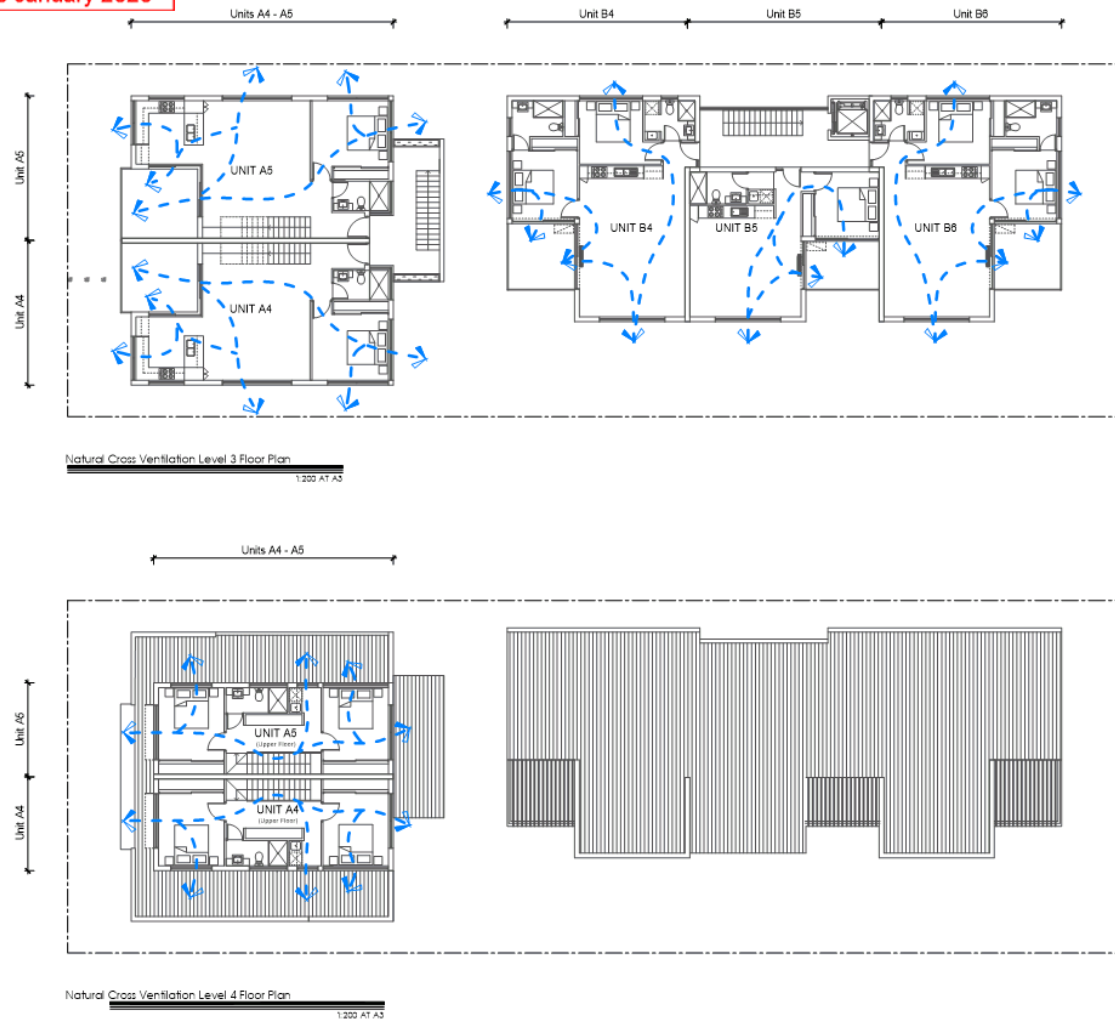 January 2020
Units A4 - A5
Unit B4
Unit B5
Unit B6
Unit A5
Unit A4
UNIT A5
UNIT A4
UNIT B4
UNIT B5
UNIT B6
Natural Cross Ventilation Level 3 Floor Plan
1:200 AT A3
Units A4 - A5
Unit A5
Unit A4
UNIT A5
(Upper Floor)
UNIT A4
(Upper Floor)
Natural Cross Ventilation Level 4 Floor Plan
1:200 AT A3